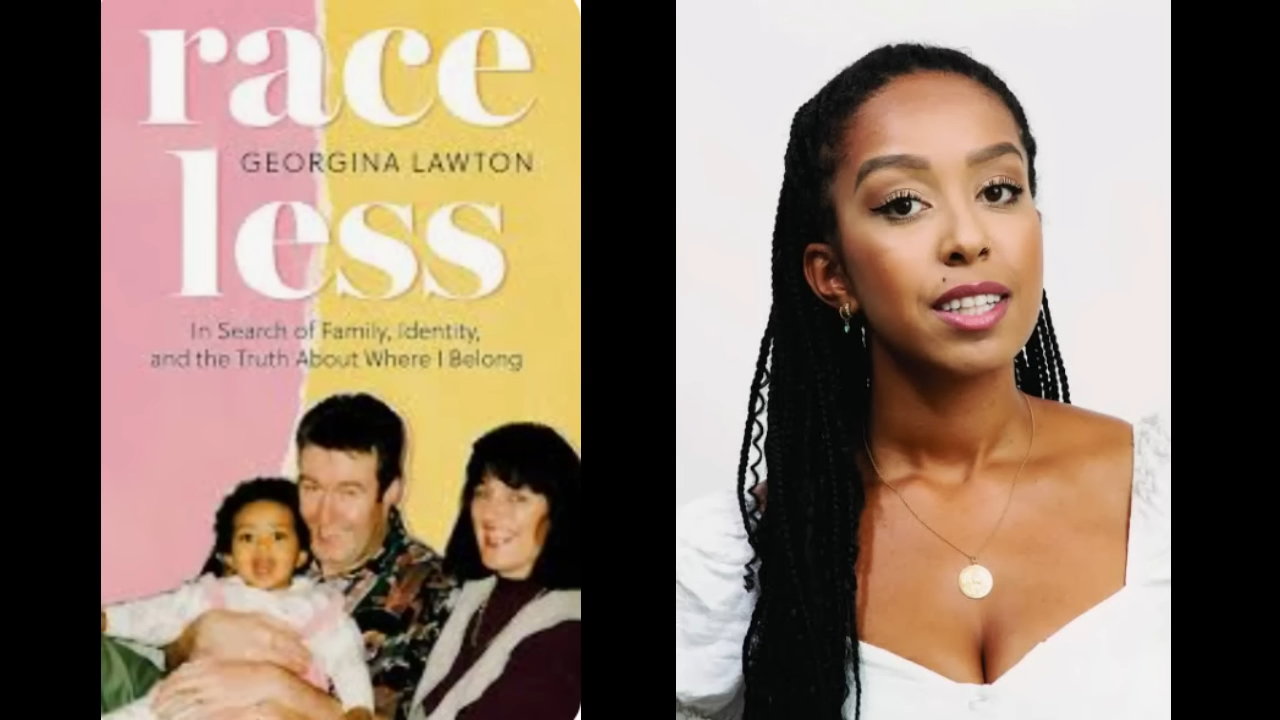 race
GEORGINA LAWTON
less
In Search of Family, Identity,
and the Truth About Where I Belong